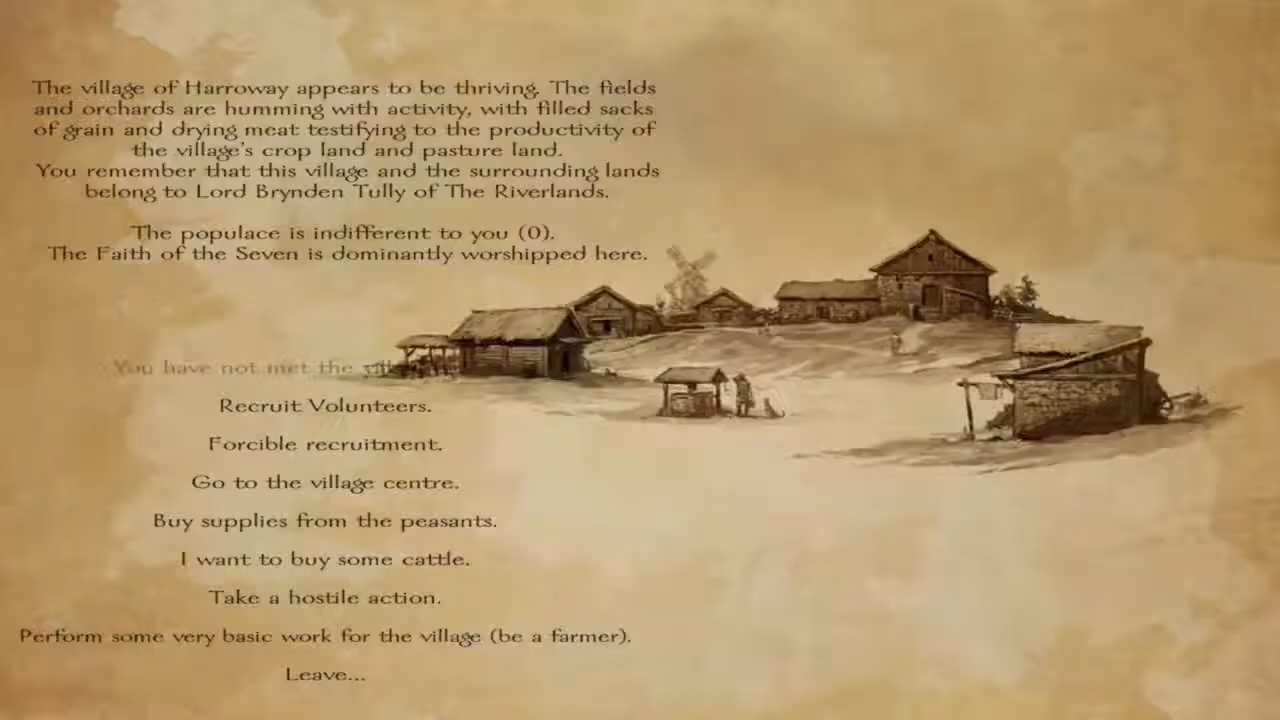 The village of Harroway appears to be thriving. The fields
and orchards are humming with activity, with filled sacks
of grain and drying meat testifying to the productivity of
the village's crop land and pasture land.
You remember that this village and the surrounding lands
belong to Lord Brynden Tully of The Riverlands.
The populace is indifferent to you (0).
The Faith of the Seven is dominantly worshipped here.
You have not met the
Recruit Volunteers.
Forcible recruitment.
Go to the village centre.
Buy supplies from the peasants.
I want to buy some cattle.
Take a hostile action.
Perform some very basic work for the village (be a farmer).
Leave...